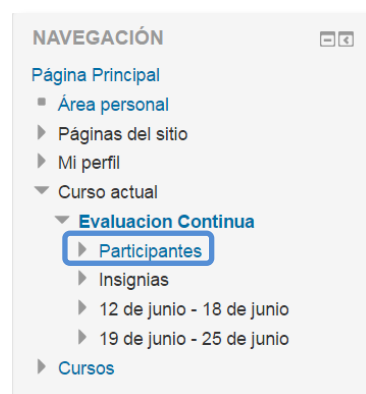 NAVEGACIÓN
Página Principal
Área personal
Páginas del sitio
Mi perfil
Curso actual
Evaluacion Continua
Participantes
Insignias
12 de junio - 18 de junio
19 de junio - 25 de junio
Cursos